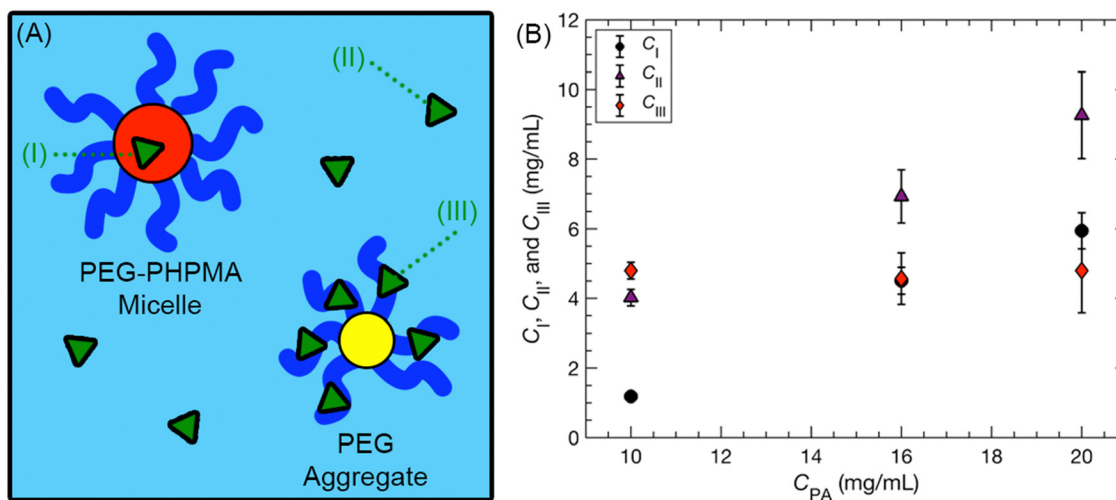 (A)
(II)
(I)
(III)
PEG-PHPMA
Micelle
PEG
Aggregate
(B)
C_I
C_II
C_III
C_I, C_II, and C_III (mg/mL)
12
10
8
6
4
2
0
10 12 14 16 18 20
C_PA (mg/mL)